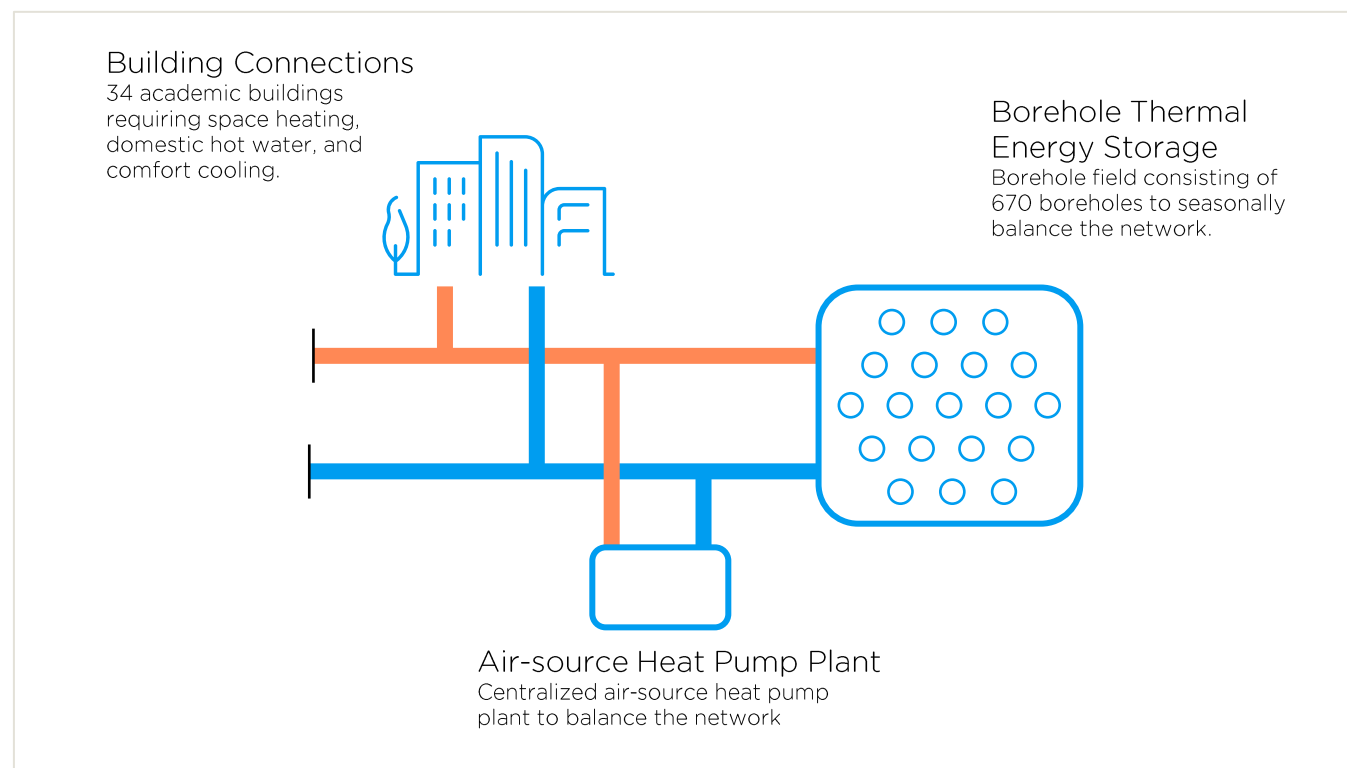 Building Connections
34 academic buildings
requiring space heating,
domestic hot water, and
comfort cooling.
Borehole Thermal
Energy Storage
Borehole field consisting of
670 boreholes to seasonally
balance the network.
Air-source Heat Pump Plant
Centralized air-source heat pump
plant to balance the network